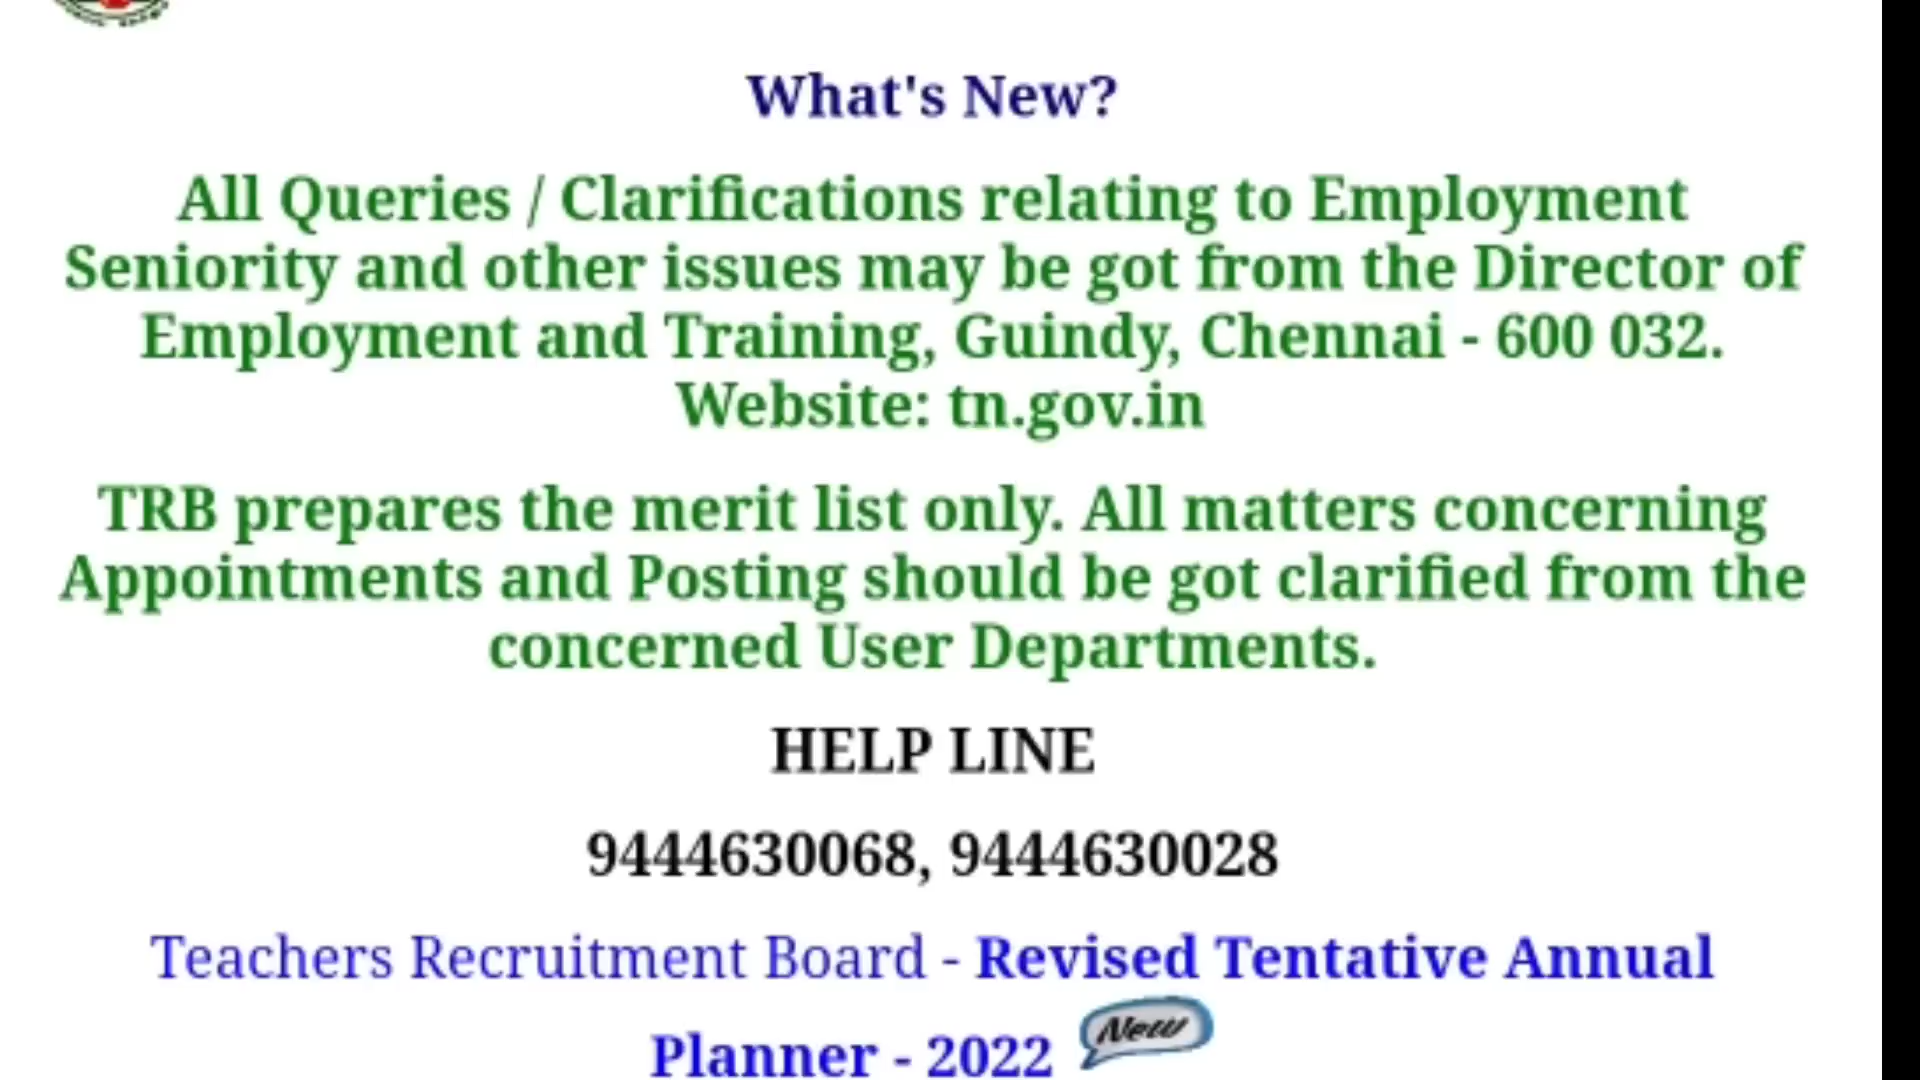 What's New?
All Queries / Clarifications relating to Employment
Seniority and other issues may be got from the Director of
Employment and Training, Guindy, Chennai - 600 032.
Website: tn.gov.in
TRB prepares the merit list only. All matters concerning
Appointments and Posting should be got clarified from the
concerned User Departments.
HELP LINE
9444630068, 9444630028
Teachers Recruitment Board - Revised Tentative Annual
Planner - 2022 New